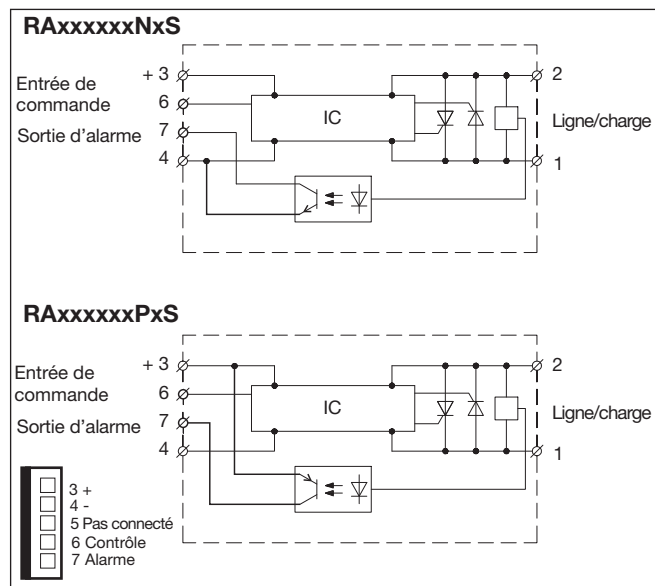 RAxxxxxxNxS
Entrée de
commande
Sortie d'alarme
+ 3
6
7
4
IC
2
1
Ligne/charge
RAxxxxxxPxS
Entrée de
commande
Sortie d'alarme
+ 3
6
7
4
IC
2
1
Ligne/charge
3 +
4 -
5 Pas connecté
6 Contrôle
7 Alarme